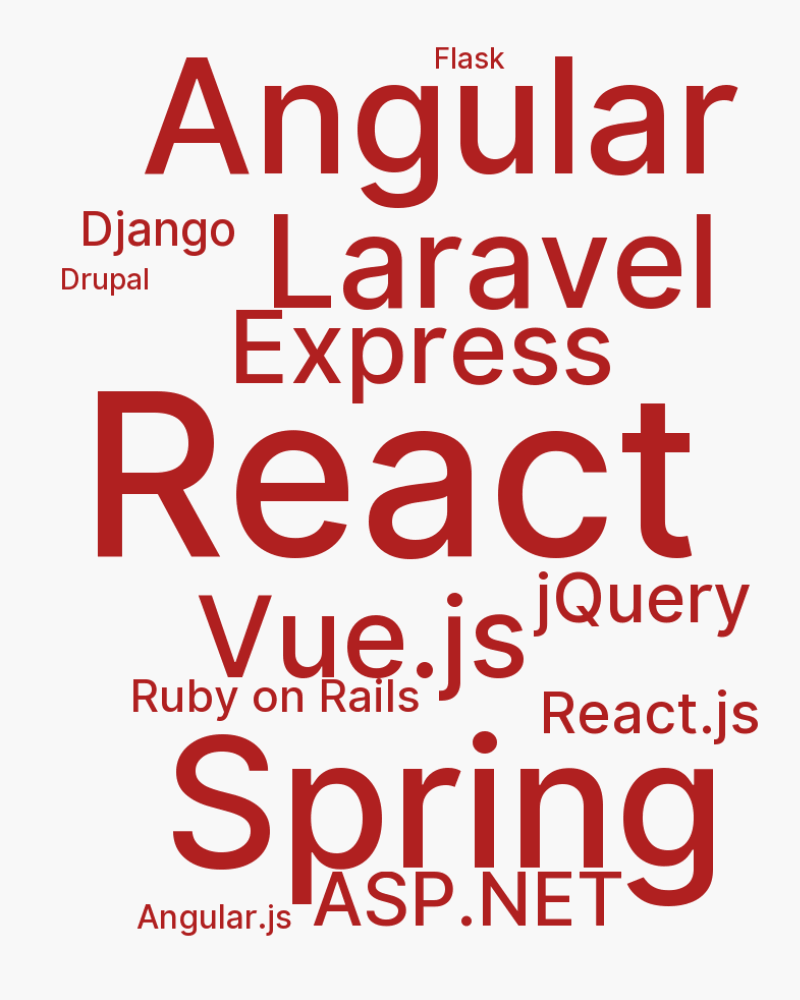 Flask
Angular
Django
Laravel
Drupal
Express
React
jQuery
Vue.js
Ruby on Rails
React.js
Spring
ASP.NET
Angular.js